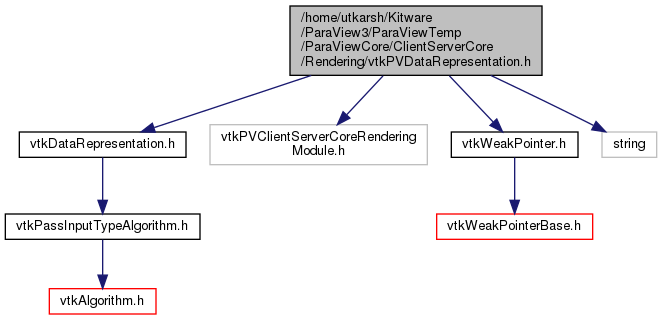 /home/utkarsh/Kitware
/ParaView3/ParaViewTemp
/ParaViewCore/ClientServerCore
/Rendering/vtkPVDataRepresentation.h
vtkDataRepresentation.h
vtkPVClientServerCoreRendering
Module.h
vtkWeakPointer.h
string
vtkPassInputTypeAlgorithm.h
vtkWeakPointerBase.h
vtkAlgorithm.h